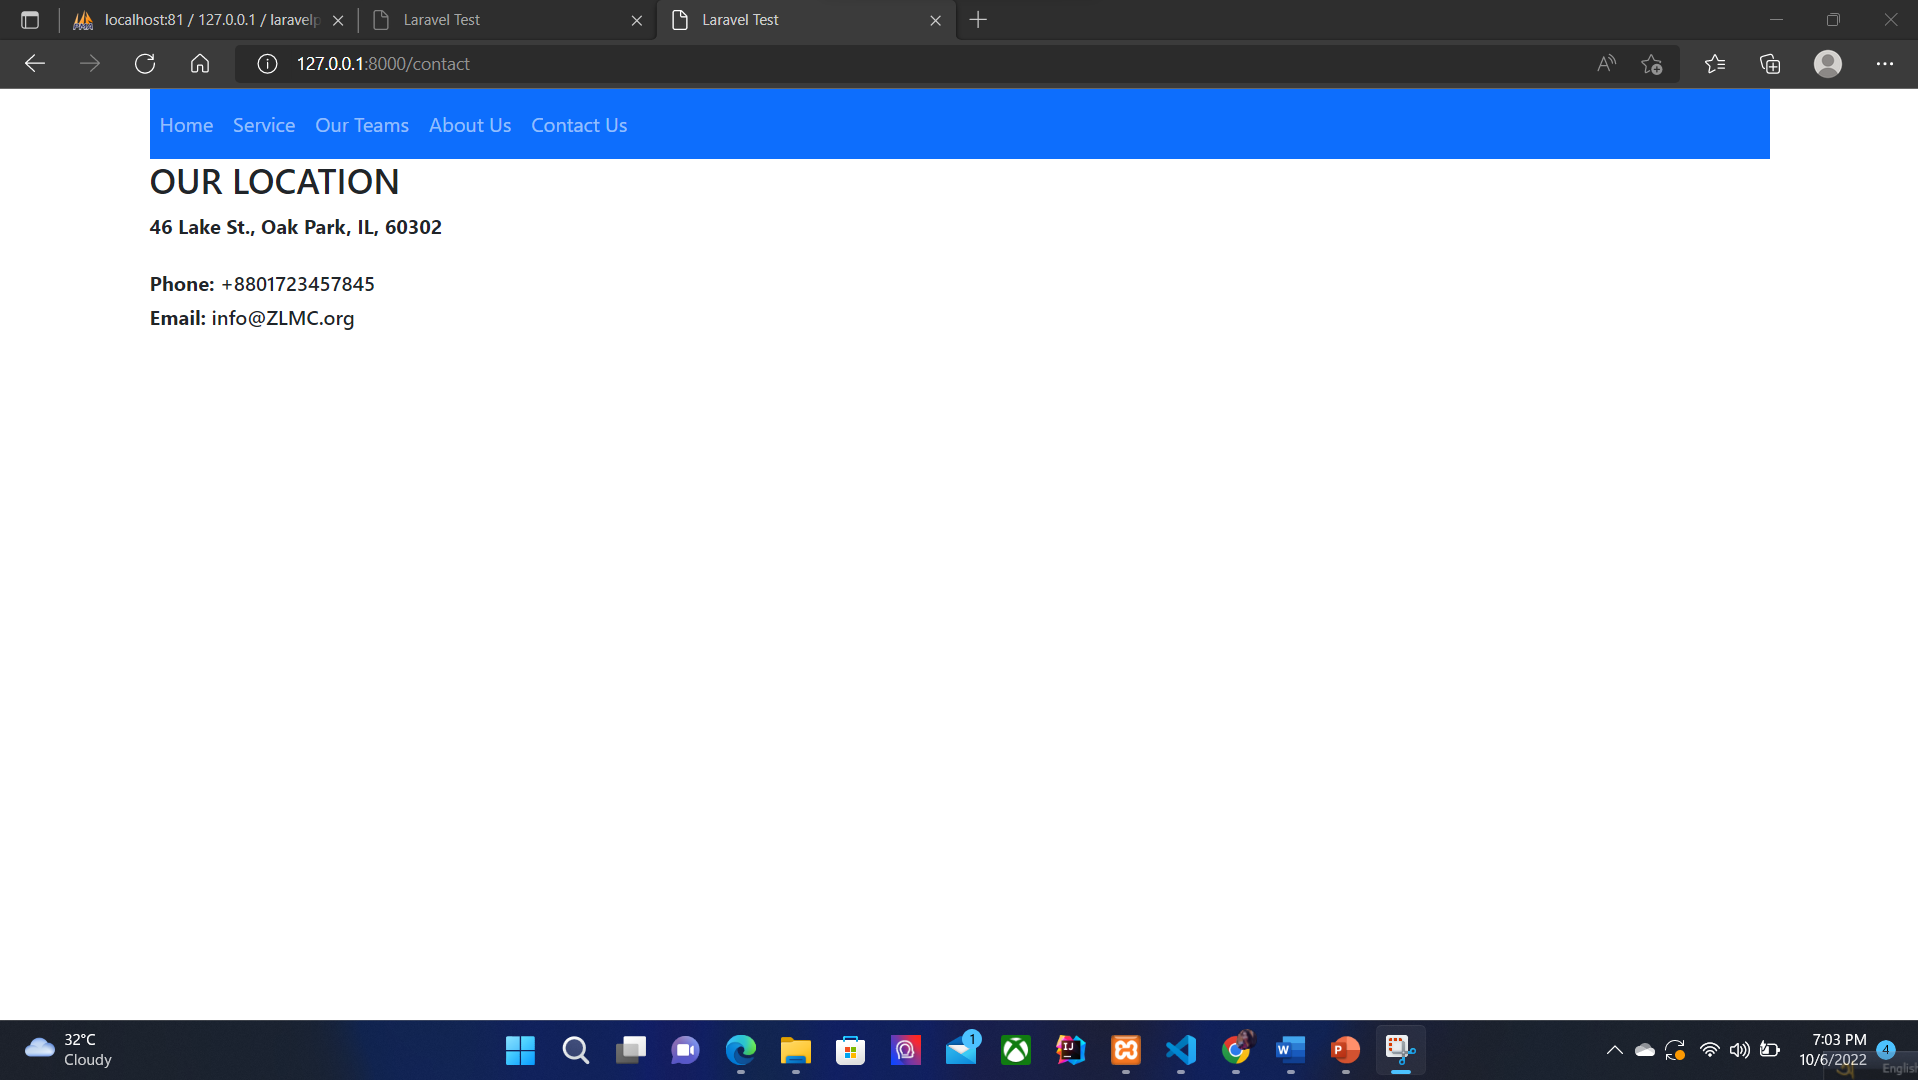 localhost:81 / 127.0.0.1 / laravelp
Laravel Test
Laravel Test
127.0.0.1:8000/contact
Home Service Our Teams About Us Contact Us
OUR LOCATION
46 Lake St., Oak Park, IL, 60302
Phone: +8801723457845
Email: info@ZLMC.org
32°C
Cloudy
1
7:03 PM
10/6/2022
4
English